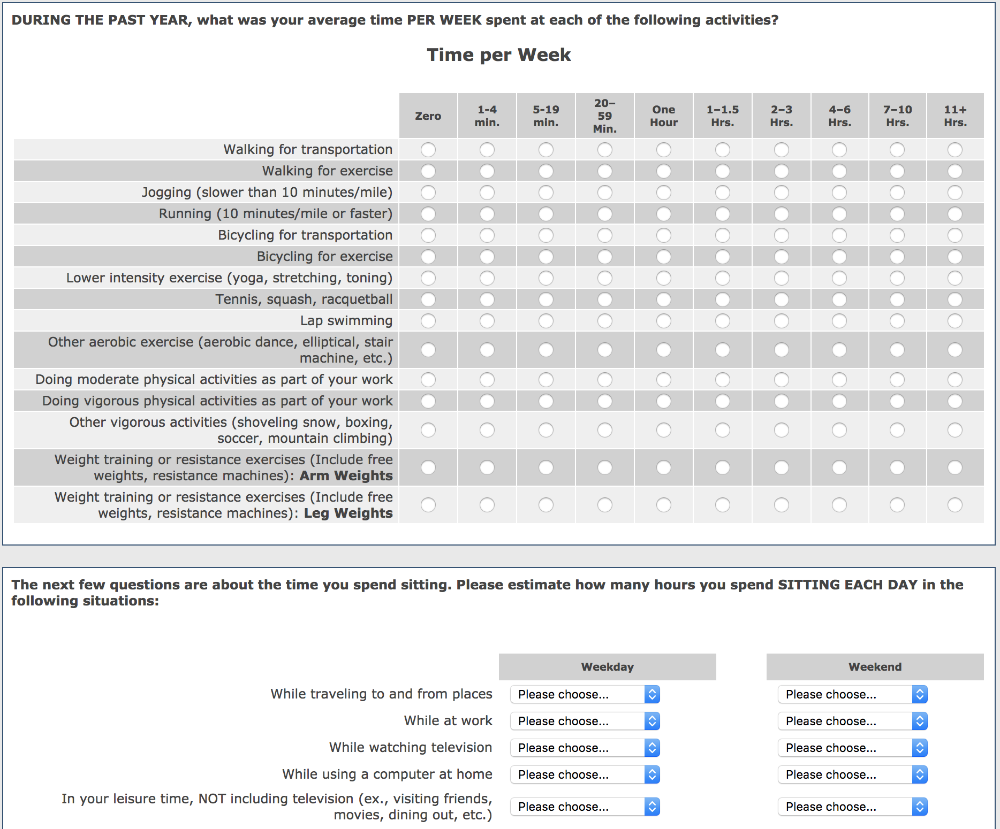 DURING THE PAST YEAR, what was your average time PER WEEK spent at each of the following activities?
Time per Week
Zero
1-4
min.
5-19
min.
20–
59
Min.
One
Hour
1–1.5
Hrs.
2–3
Hrs.
4–6
Hrs.
7–10
Hrs.
11+
Hrs.
Walking for transportation
Walking for exercise
Jogging (slower than 10 minutes/mile)
Running (10 minutes/mile or faster)
Bicycling for transportation
Bicycling for exercise
Lower intensity exercise (yoga, stretching, toning)
Tennis, squash, racquetball
Lap swimming
Other aerobic exercise (aerobic dance, elliptical, stair
machine, etc.)
Doing moderate physical activities as part of your work
Doing vigorous physical activities as part of your work
Other vigorous activities (shoveling snow, boxing,
soccer, mountain climbing)
Weight training or resistance exercises (Include free
weights, resistance machines): Arm Weights
Weight training or resistance exercises (Include free
weights, resistance machines): Leg Weights
The next few questions are about the time you spend sitting. Please estimate how many hours you spend SITTING EACH DAY in the
following situations:
Weekday Weekend
While traveling to and from places Please choose... Please choose...
While at work Please choose... Please choose...
While watching television Please choose... Please choose...
While using a computer at home Please choose... Please choose...
In your leisure time, NOT including television (ex., visiting friends,
movies, dining out, etc.) Please choose... Please choose...